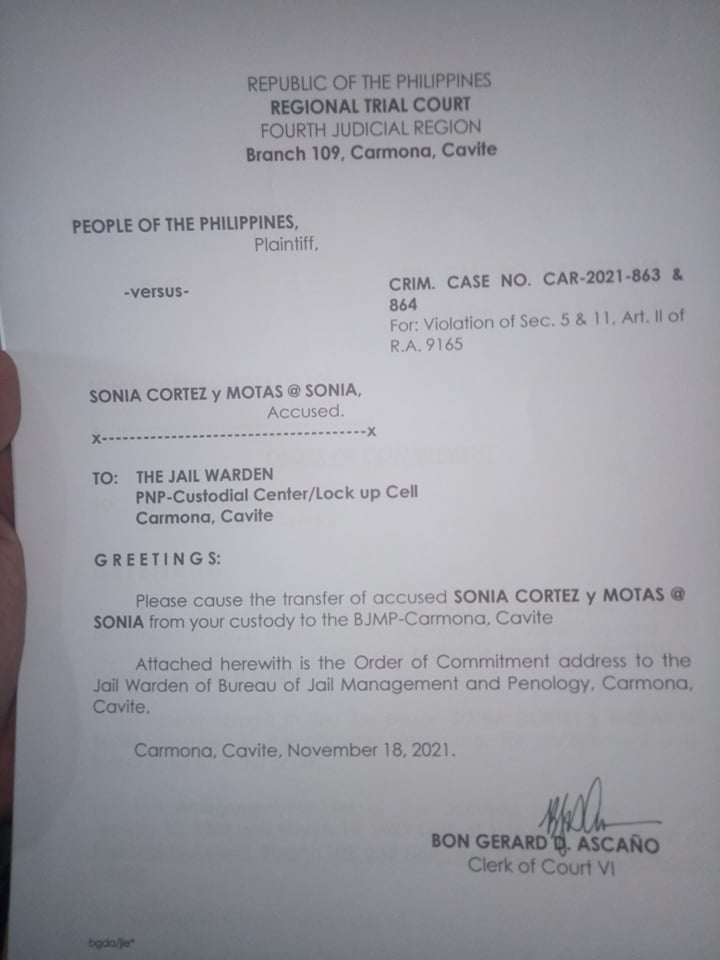 REPUBLIC OF THE PHILIPPINES
REGIONAL TRIAL COURT
FOURTH JUDICIAL REGION
Branch 109, Carmona, Cavite
PEOPLE OF THE PHILIPPINES,
Plaintiff,
-versus-
CRIM. CASE NO. CAR-2021-863 &
864
For: Violation of Sec. 5 & 11, Art. II of
R.A. 9165
SONIA CORTEZ y MOTAS @ SONIA,
Accused.
x-----------------------------------x
TO: THE JAIL WARDEN
PNP-Custodial Center/Lock up Cell
Carmona, Cavite
G R E E T I N G S:
Please cause the transfer of accused SONIA CORTEZ y MOTAS @
SONIA from your custody to the BJMP-Carmona, Cavite
Attached herewith is the Order of Commitment address to the
Jail Warden of Bureau of Jail Management and Penology, Carmona,
Cavite.
Carmona, Cavite, November 18, 2021.
BON GERARD D. ASCAÑO
Clerk of Court VI
bgda/jie*